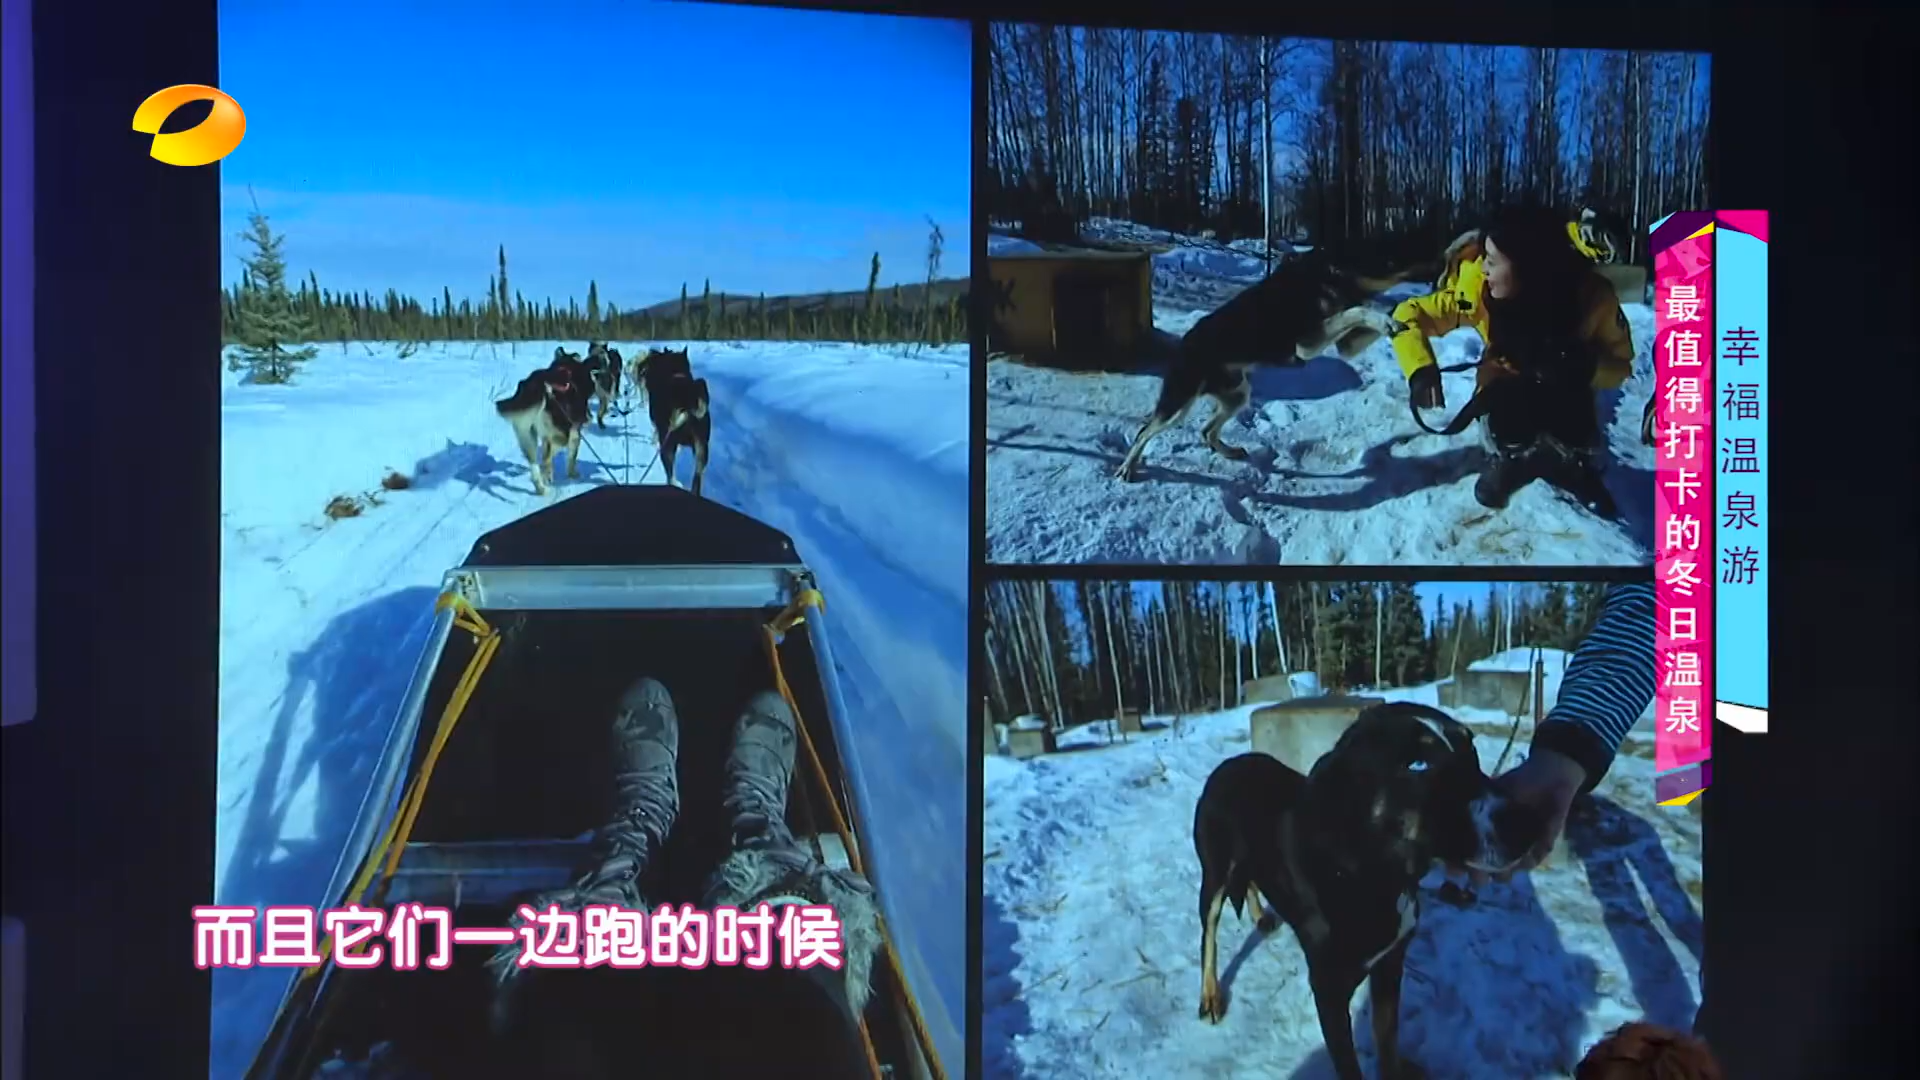 幸福温泉游
最值得打卡的冬日温泉
而且它们一边跑的时候